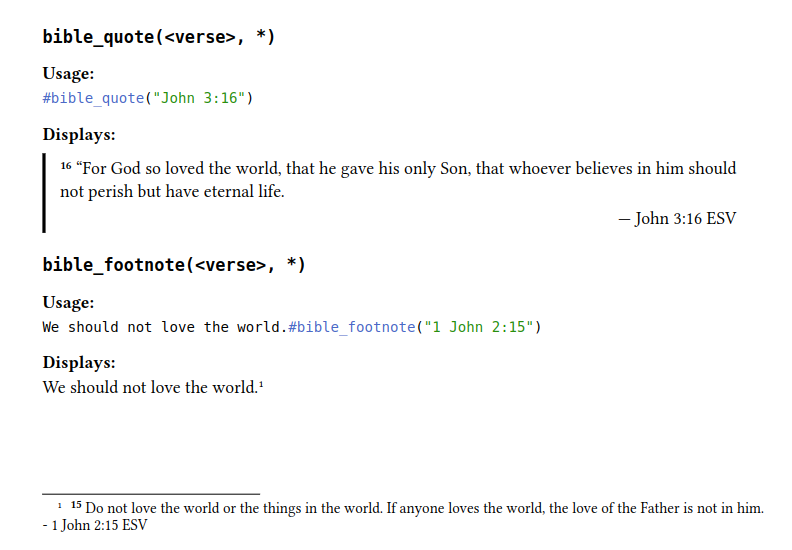 bible_quote(<verse>, *)
Usage:
#bible_quote("John 3:16")
Displays:
¹⁶ “For God so loved the world, that he gave his only Son, that whoever believes in him should
not perish but have eternal life.
— John 3:16 ESV
bible_footnote(<verse>, *)
Usage:
We should not love the world.#bible_footnote("1 John 2:15")
Displays:
We should not love the world.¹
¹ ¹⁵ Do not love the world or the things in the world. If anyone loves the world, the love of the Father is not in him.
- 1 John 2:15 ESV